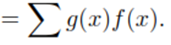 = ∑ g(x)f(x).